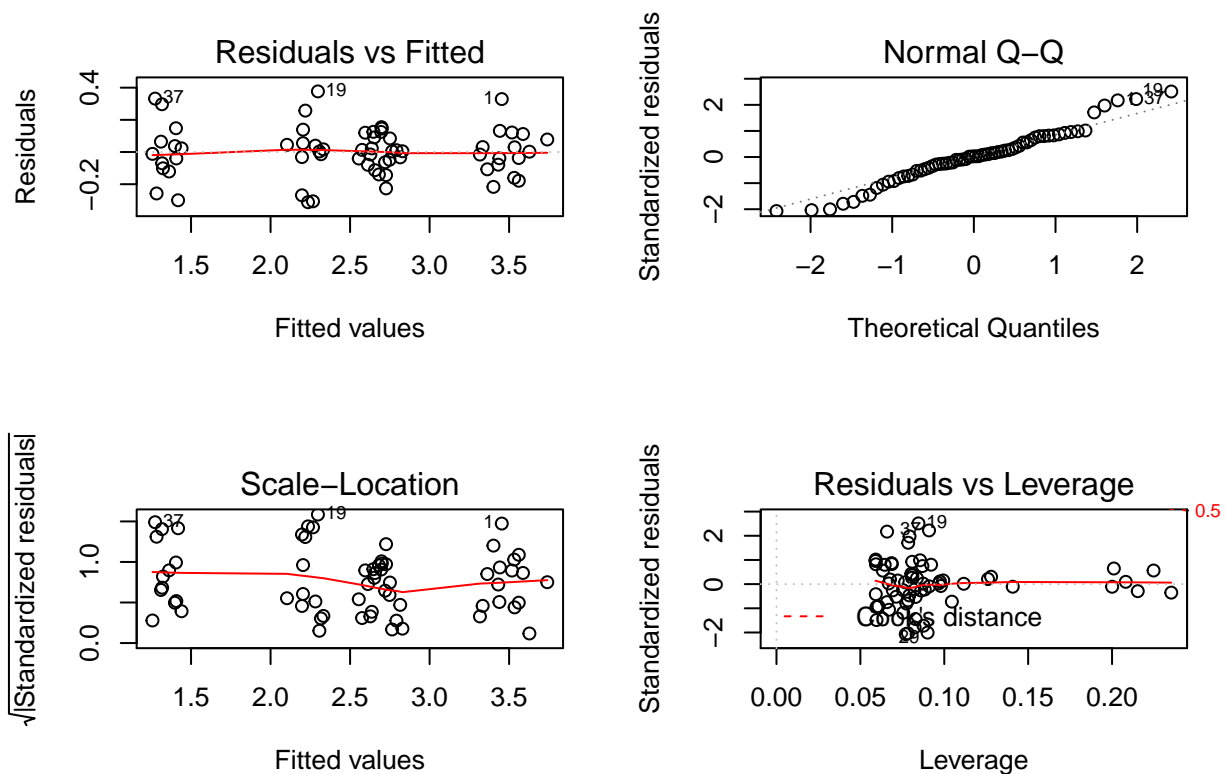 Residuals vs Fitted
Residuals
0.4
−0.2
37
19
1
1.5 2.0 2.5 3.0 3.5
Fitted values
Normal Q−Q
Standardized residuals
2
0
−2
19
1
37
−2 −1 0 1 2
Theoretical Quantiles
Scale−Location
√|Standardized residuals|
1.0
0.0
37
19
1
1.5 2.0 2.5 3.0 3.5
Fitted values
Residuals vs Leverage
Standardized residuals
2
0
−2
37
19
0.5
distance
0.00 0.05 0.10 0.15 0.20
Leverage